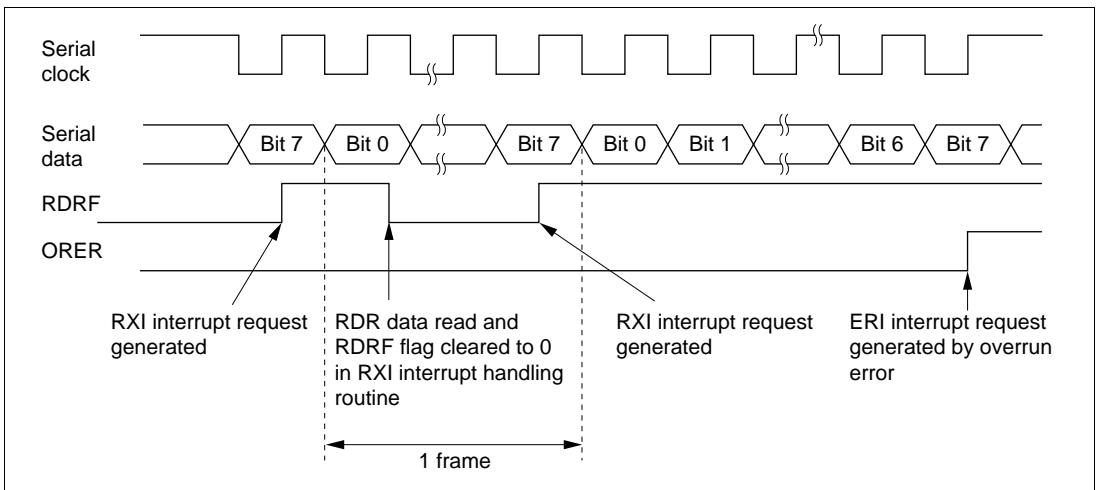 Serial
clock
Serial
data
Bit 7
Bit 0
Bit 7
Bit 0
Bit 1
Bit 6
Bit 7
RDRF
ORER
RXI interrupt request
generated
RDR data read and
RDRF flag cleared to 0
in RXI interrupt handling
routine
RXI interrupt request
generated
ERI interrupt request
generated by overrun
error
1 frame